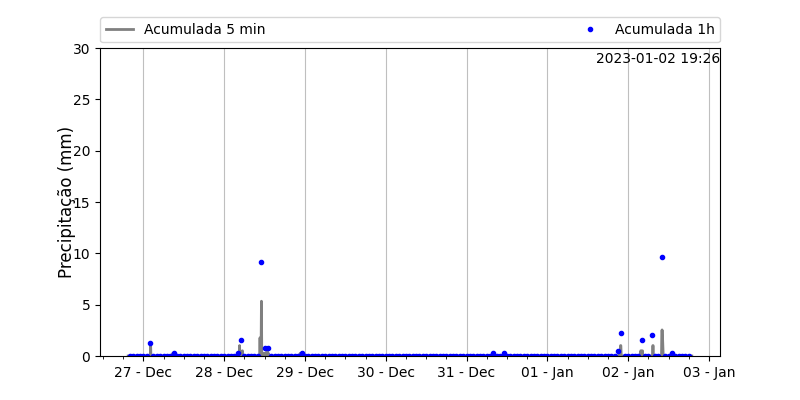 Acumulada 5 min
Acumulada 1h
2023-01-02 19:26
Precipitação (mm)
30
25
20
15
10
5
0
27 - Dec
28 - Dec
29 - Dec
30 - Dec
31 - Dec
01 - Jan
02 - Jan
03 - Jan